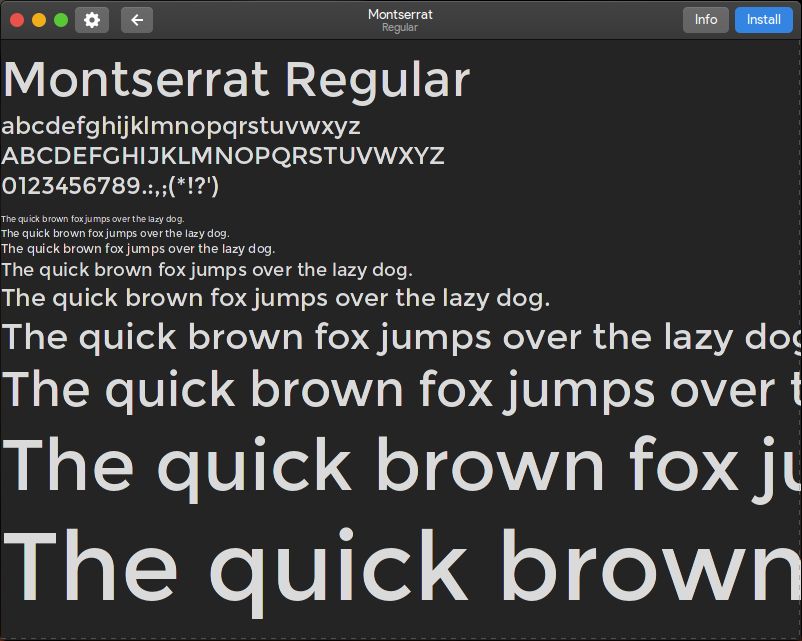 Montserrat
Regular
Info
Install
Montserrat Regular
abcdefghijklmnopqrstuvwxyz
ABCDEFGHIJKLMNOPQRSTUVWXYZ
0123456789.:,;(*!?')
The quick brown fox jumps over the lazy dog.
The quick brown fox jumps over the lazy dog.
The quick brown fox jumps over the lazy dog.
The quick brown fox jumps over the lazy dog.
The quick brown fox jumps over the lazy dog.
The quick brown fox jumps over the lazy dog
The quick brown fox jumps over t
The quick brown fox ju
The quick brown